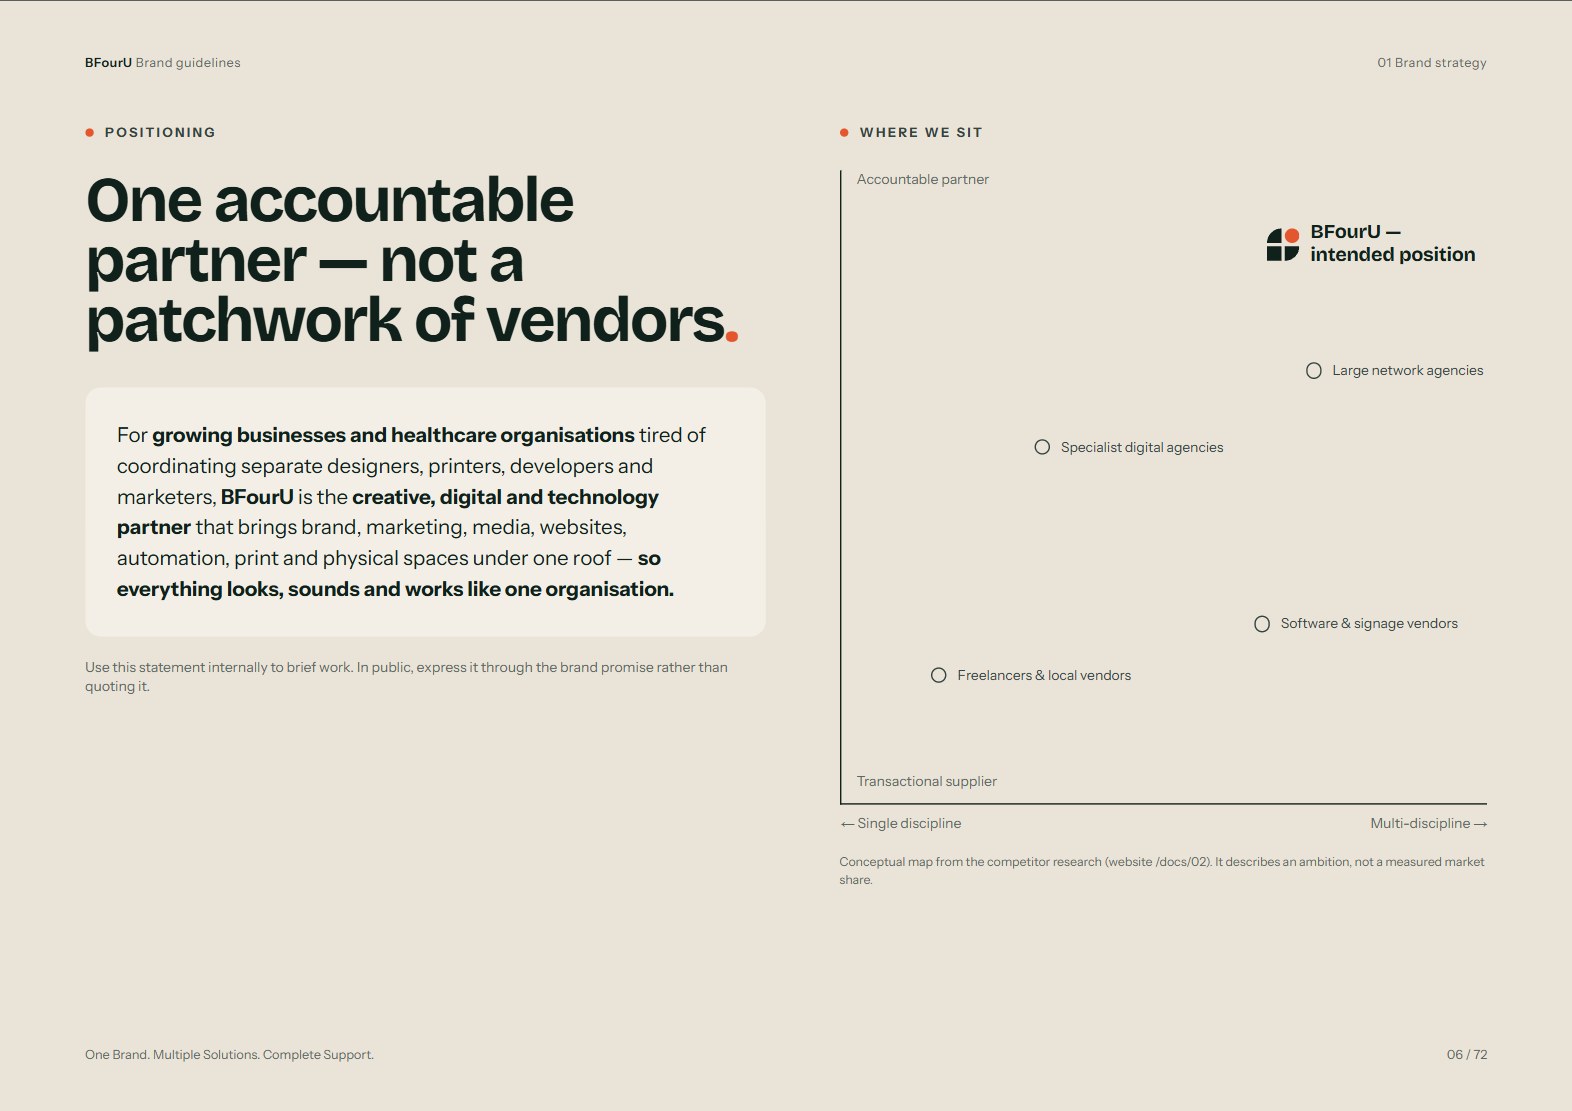 BFourU Brand guidelines
01 Brand strategy
POSITIONING
One accountable
partner — not a
patchwork of vendors.
For growing businesses and healthcare organisations tired of
coordinating separate designers, printers, developers and
marketers, BFourU is the creative, digital and technology
partner that brings brand, marketing, media, websites,
automation, print and physical spaces under one roof — so
everything looks, sounds and works like one organisation.
Use this statement internally to brief work. In public, express it through the brand promise rather than
quoting it.
WHERE WE SIT
Accountable partner
BFourU —
intended position
Large network agencies
Specialist digital agencies
Software & signage vendors
Freelancers & local vendors
Transactional supplier
← Single discipline
Multi-discipline →
Conceptual map from the competitor research (website /docs/02). It describes an ambition, not a measured market
share.
One Brand. Multiple Solutions. Complete Support.
06 / 72